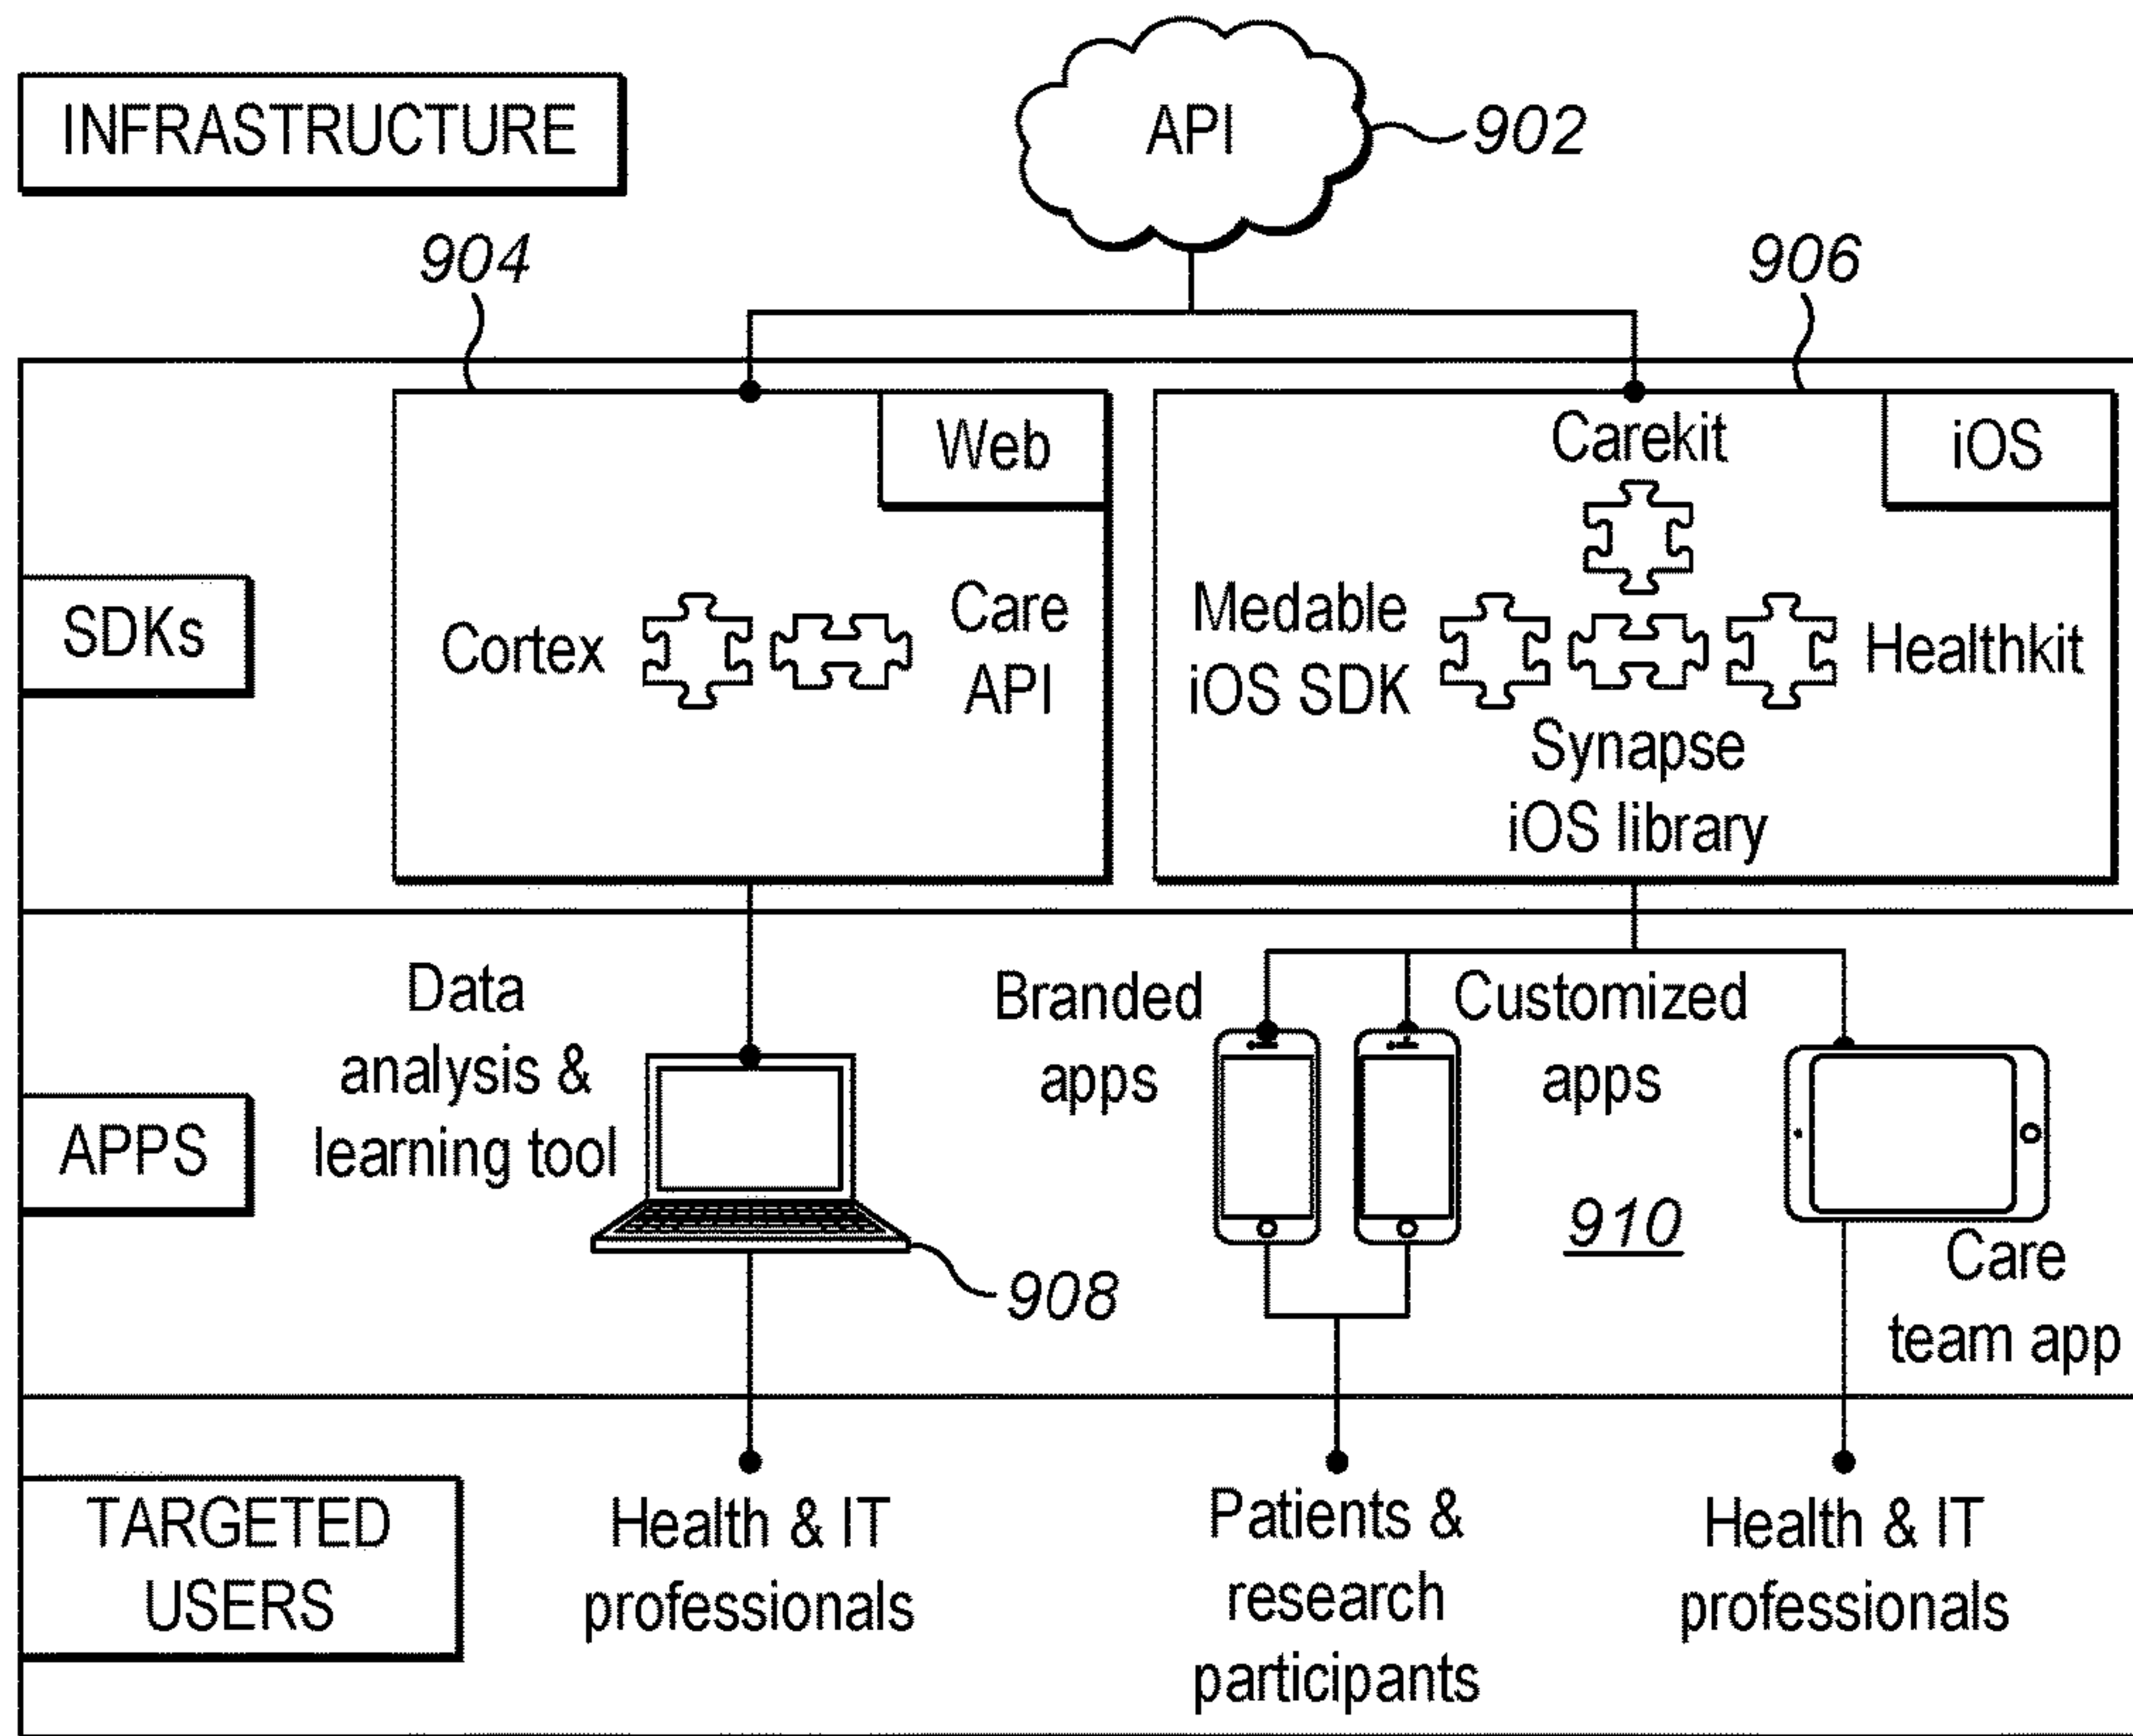 INFRASTRUCTURE
API
902
904
906
Web
iOS
Carekit
SDKs
Cortex
Care
API
Medable
iOS SDK
Healthkit
Synapse
iOS library
APPS
Data
analysis &
learning tool
908
Branded
apps
Customized
apps
910
Care
team app
TARGETED
USERS
Health & IT
professionals
Patients &
research
participants
Health & IT
professionals